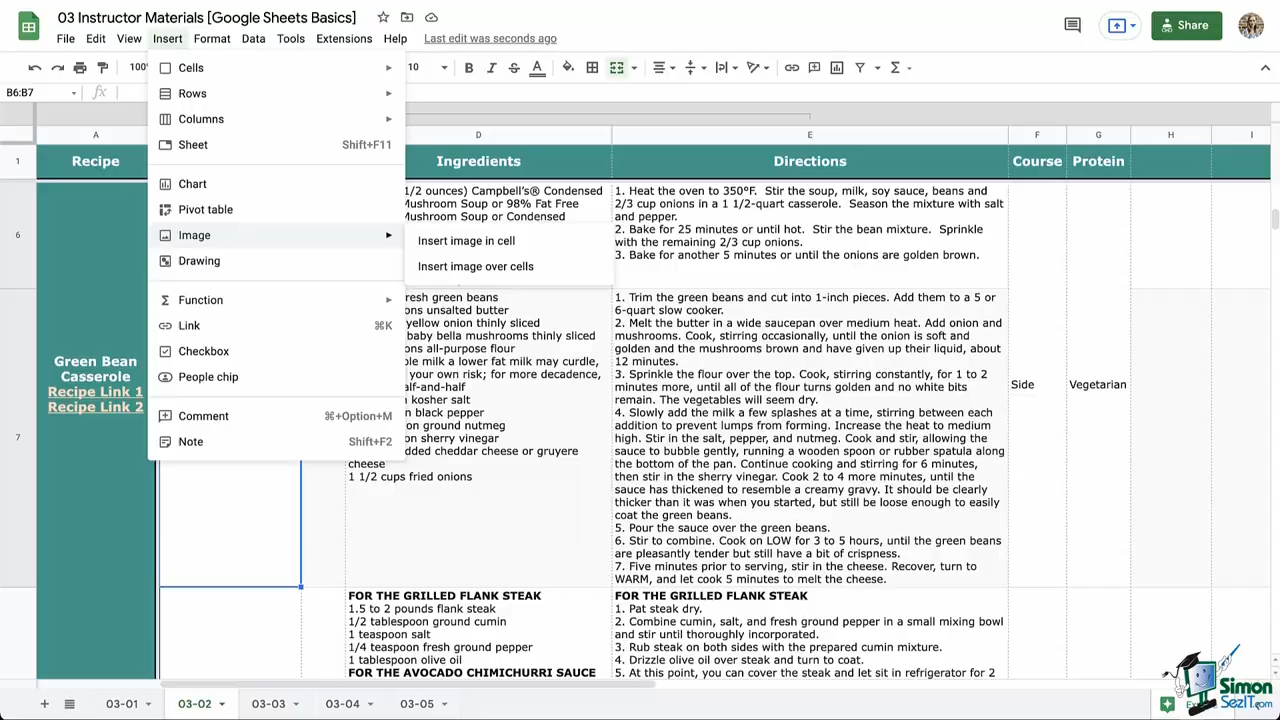 03 Instructor Materials [Google Sheets Basics]
File Edit View Insert Format Data Tools Extensions Help Last edit was seconds ago
Share
100
10
B6:B7
fx
A D E F G H I
1 Recipe Ingredients Directions Course Protein
Cells
Rows
Columns
Sheet Shift+F11
Chart
Pivot table
Image
Drawing
Function
Link ⌘K
Checkbox
People chip
Comment ⌘+Option+M
Note Shift+F2
Insert image in cell
Insert image over cells
6
1/2 ounces) Campbell's® Condensed
Mushroom Soup or 98% Fat Free
Mushroom Soup or Condensed
1. Heat the oven to 350°F. Stir the soup, milk, soy sauce, beans and
2/3 cup onions in a 1 1/2-quart casserole. Season the mixture with salt
and pepper.
2. Bake for 25 minutes or until hot. Stir the bean mixture. Sprinkle
with the remaining 2/3 cup onions.
3. Bake for another 5 minutes or until the onions are golden brown.
7
Green Bean
Casserole
Recipe Link 1
Recipe Link 2
resh green beans
ons unsalted butter
yellow onion thinly sliced
baby bella mushrooms thinly sliced
ons all-purpose flour
le milk a lower fat milk may curdle,
your own risk; for more decadence,
alf-and-half
kosher salt
n black pepper
on ground nutmeg
on sherry vinegar
dded cheddar cheese or gruyere
cheese
1 1/2 cups fried onions
1. Trim the green beans and cut into 1-inch pieces. Add them to a 5 or
6-quart slow cooker.
2. Melt the butter in a wide saucepan over medium heat. Add onion and
mushrooms. Cook, stirring occasionally, until the onion is soft and
golden and the mushrooms brown and have given up their liquid, about
12 minutes.
3. Sprinkle the flour over the top. Cook, stirring constantly, for 1 to 2
minutes more, until all of the flour turns golden and no white bits
remain. The vegetables will seem dry.
4. Slowly add the milk a few splashes at a time, stirring between each
addition to prevent lumps from forming. Increase the heat to medium
high. Stir in the salt, pepper, and nutmeg. Cook and stir, allowing the
sauce to bubble gently, running a wooden spoon or rubber spatula along
the bottom of the pan. Continue cooking and stirring for 6 minutes,
then stir in the sherry vinegar. Cook 2 to 4 more minutes, until the
sauce has thickened to resemble a creamy gravy. It should be clearly
thicker than it was when you started, but still be loose enough to easily
coat the green beans.
5. Pour the sauce over the green beans.
6. Stir to combine. Cook on LOW for 3 to 5 hours, until the green beans
are pleasantly tender but still have a bit of crispness.
7. Five minutes prior to serving, stir in the cheese. Recover, turn to
WARM, and let cook 5 minutes to melt the cheese.
Side Vegetarian
FOR THE GRILLED FLANK STEAK
1.5 to 2 pounds flank steak
1/2 tablespoon ground cumin
1 teaspoon salt
1/4 teaspoon fresh ground pepper
1 tablespoon olive oil
FOR THE AVOCADO CHIMICHURRI SAUCE
FOR THE GRILLED FLANK STEAK
1. Pat steak dry.
2. Combine cumin, salt, and fresh ground pepper in a small mixing bowl
and stir until thoroughly incorporated.
3. Rub steak on both sides with the prepared cumin mixture.
4. Drizzle olive oil over steak and turn to coat.
5. At this point, you can cover the steak and let sit in refrigerator for 2
03-01 03-02 03-03 03-04 03-05
Simon
SezIT.com